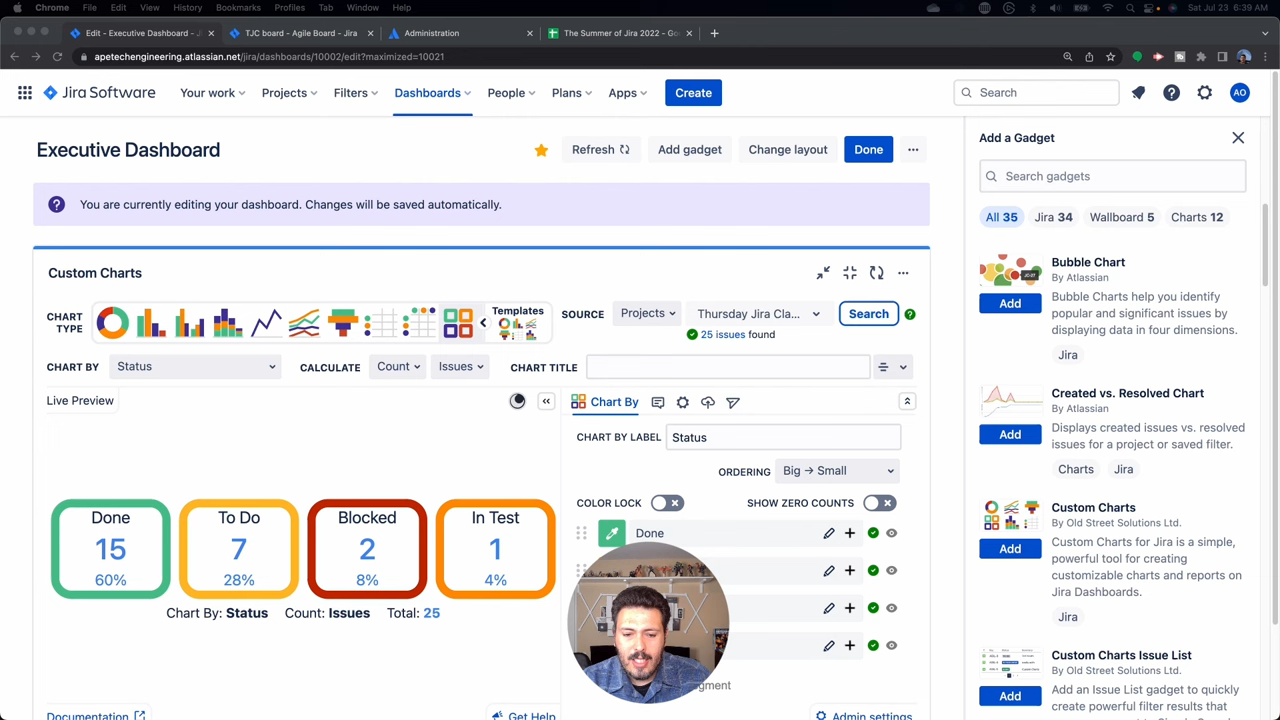 Chrome File Edit View History Bookmarks Profiles Tab Window Help Sat Jul 23 6:39 AM
Edit - Executive Dashboard - J TJC board - Agile Board - Jira Administration The Summer of Jira 2022 - Go
apetechengineering.atlassian.net/jira/dashboards/10002/edit?maximized=10021
Jira Software Your work Projects Filters Dashboards People Plans Apps Create Search AO
Executive Dashboard Refresh Add gadget Change layout Done
You are currently editing your dashboard. Changes will be saved automatically.
Custom Charts
CHART TYPE Templates SOURCE Projects Thursday Jira Cla... Search
25 issues found
CHART BY Status CALCULATE Count Issues CHART TITLE
Live Preview
Done 15 60%
To Do 7 28%
Blocked 2 8%
In Test 1 4%
Chart By: Status Count: Issues Total: 25
Chart By
CHART BY LABEL Status
ORDERING Big → Small
COLOR LOCK SHOW ZERO COUNTS
Done
Documentation Get Help Admin settings
Add a Gadget
Search gadgets
All 35 Jira 34 Wallboard 5 Charts 12
Bubble Chart
By Atlassian
Add
Bubble Charts help you identify
popular and significant issues by
displaying data in four dimensions.
Jira
Created vs. Resolved Chart
By Atlassian
Add
Displays created issues vs. resolved
issues for a project or saved filter.
Charts Jira
Custom Charts
By Old Street Solutions Ltd.
Add
Custom Charts for Jira is a simple,
powerful tool for creating
customizable charts and reports on
Jira Dashboards.
Jira
Custom Charts Issue List
By Old Street Solutions Ltd.
Add
Add an Issue List gadget to quickly
create powerful filter results that